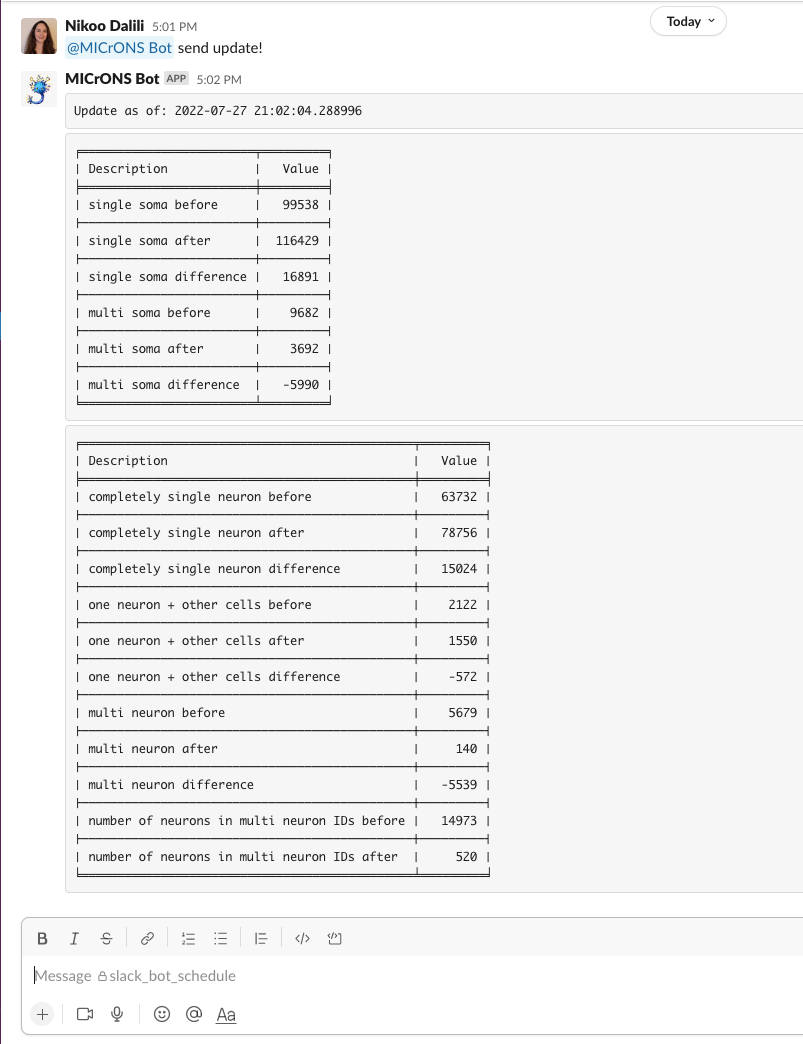 Today
Nikoo Dalili 5:01 PM
@MICrONS Bot send update!
MICrONS Bot APP 5:02 PM
Update as of: 2022-07-27 21:02:04.288996
| Description | Value |
| single soma before | 99538 |
| single soma after | 116429 |
| single soma difference | 16891 |
| multi soma before | 9682 |
| multi soma after | 3692 |
| multi soma difference | -5990 |
| Description | Value |
| completely single neuron before | 63732 |
| completely single neuron after | 78756 |
| completely single neuron difference | 15024 |
| one neuron + other cells before | 2122 |
| one neuron + other cells after | 1550 |
| one neuron + other cells difference | -572 |
| multi neuron before | 5679 |
| multi neuron after | 140 |
| multi neuron difference | -5539 |
| number of neurons in multi neuron IDs before | 14973 |
| number of neurons in multi neuron IDs after | 520 |
B I S
Message slack_bot_schedule
+ @ Aa